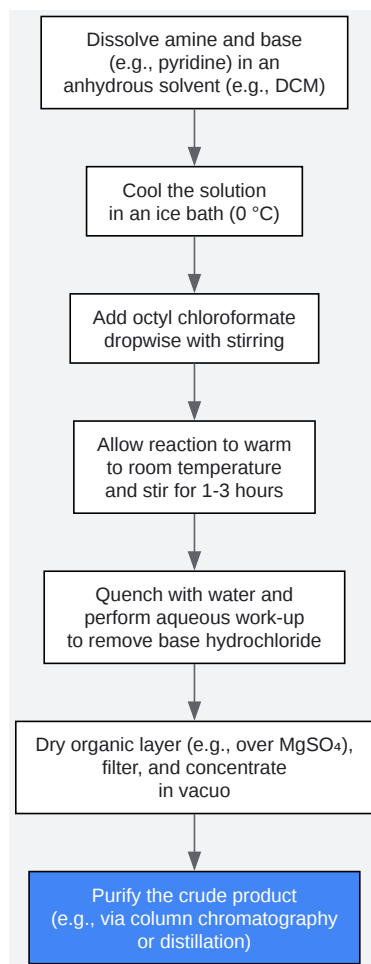 Dissolve amine and base
(e.g., pyridine) in an
anhydrous solvent (e.g., DCM)
Cool the solution
in an ice bath (0 °C)
Add octyl chloroformate
dropwise with stirring
Allow reaction to warm
to room temperature
and stir for 1-3 hours
Quench with water and
perform aqueous work-up
to remove base hydrochloride
Dry organic layer (e.g., over MgSO₄),
filter, and concentrate
in vacuo
Purify the crude product
(e.g., via column chromatography
or distillation)